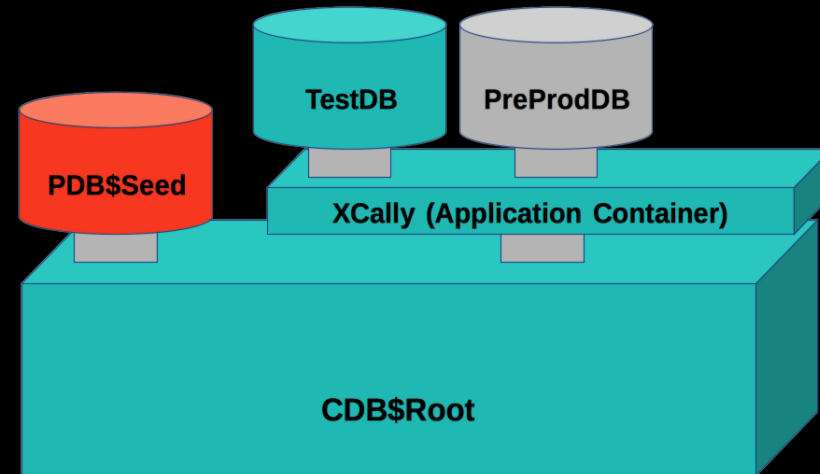 TestDB
PreProdDB
PDB$Seed
XCally (Application Container)
CDB$Root